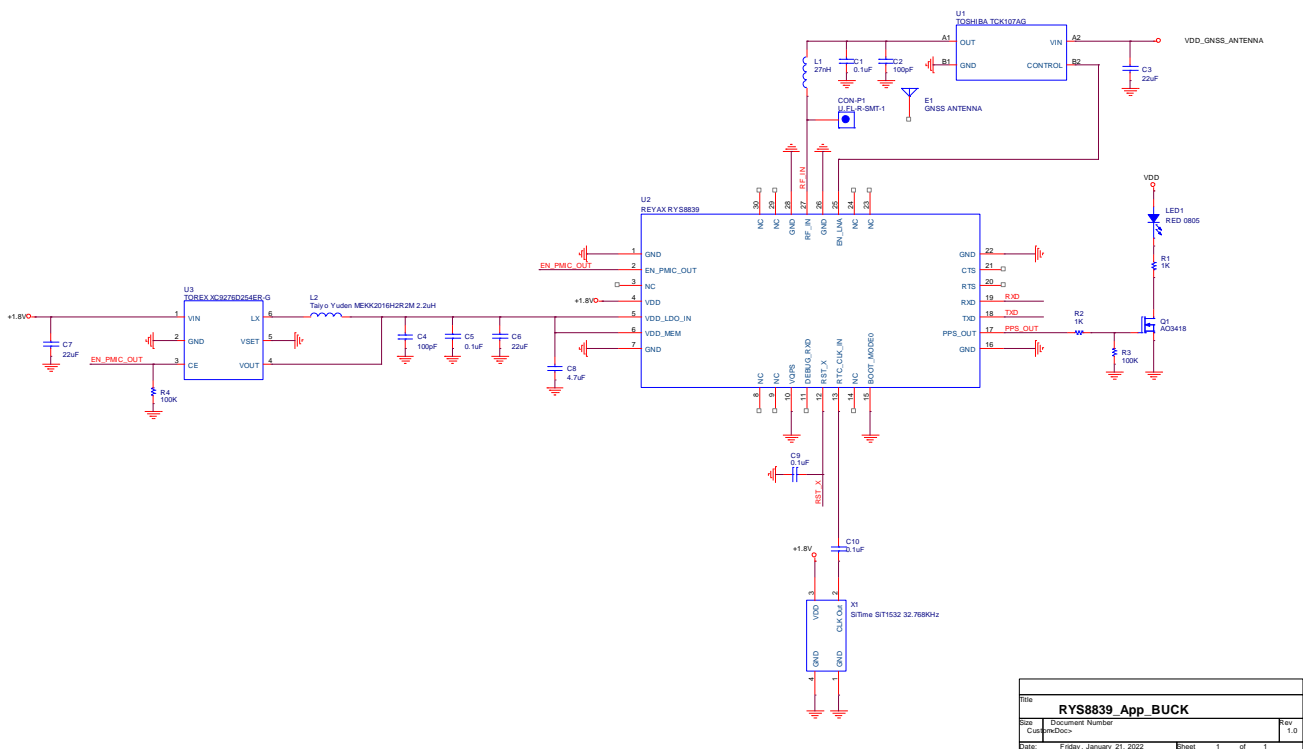 U1
TOSHIBA TCK107AG
A1 OUT VIN A2
B1 GND CONTROL B2
VDD_GNSS_ANTENNA
L1
27nH
C1
0.1uF
C2
100pF
C3
22uF
CON-P1
U.FL-R-SMT-1
E1
GNSS ANTENNA
RF_IN
U2
REYAX RYS8839
30 29 28 27 26 25 24 23
NC NC GND RF_IN GND EN_LNA NC NC
1 GND
EN_PMIC_OUT 2 EN_PMIC_OUT
3 NC
+1.8V 4 VDD
5 VDD_LDO_IN
6 VDD_MEM
7 GND
GND 22
CTS 21
RTS 20
RXD 19 RXD
TXD 18 TXD
PPS_OUT 17 PPS_OUT
GND 16
NC NC VQPS DEBUG_RXD RST_X RTC_CLK_IN NC BOOT_MODE0
8 9 10 11 12 13 14 15
VDD
LED1
RED 0805
R1
1K
R2
1K
Q1
AO3418
R3
100K
U3
TOREX XC9276D254ER-G
+1.8V
1 VIN LX 6
2 GND VSET 5
EN_PMIC_OUT 3 CE VOUT 4
L2
Taiyo Yuden MEKK2016H2R2M 2.2uH
C7
22uF
R4
100K
C4
100pF
C5
0.1uF
C6
22uF
C8
4.7uF
C9
0.1uF
RST_X
C10
0.1uF
+1.8V
3 2
VDD CLK Out
X1
SiTime SiT1532 32.768KHz
GND GND
4 1
Title
RYS8839_App_BUCK
Size Document Number Rev
Custom <Doc> 1.0
Date: Friday, January 21, 2022 Sheet 1 of 1